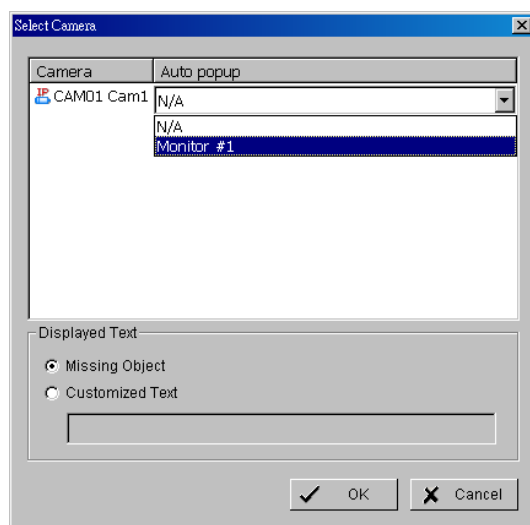 Select Camera
Camera Auto popup
IP CAM01 Cam1 N/A
N/A
Monitor #1
Displayed Text
Missing Object
Customized Text
OK Cancel